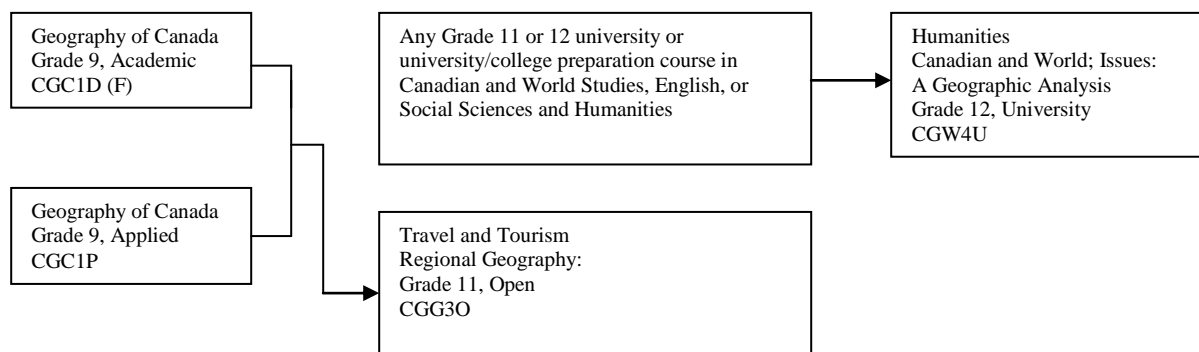 Geography of Canada
Grade 9, Academic
CGC1D (F)
Any Grade 11 or 12 university or
university/college preparation course in
Canadian and World Studies, English, or
Social Sciences and Humanities
Humanities
Canadian and World; Issues:
A Geographic Analysis
Grade 12, University
CGW4U
Geography of Canada
Grade 9, Applied
CGC1P
Travel and Tourism
Regional Geography:
Grade 11, Open
CGG3O